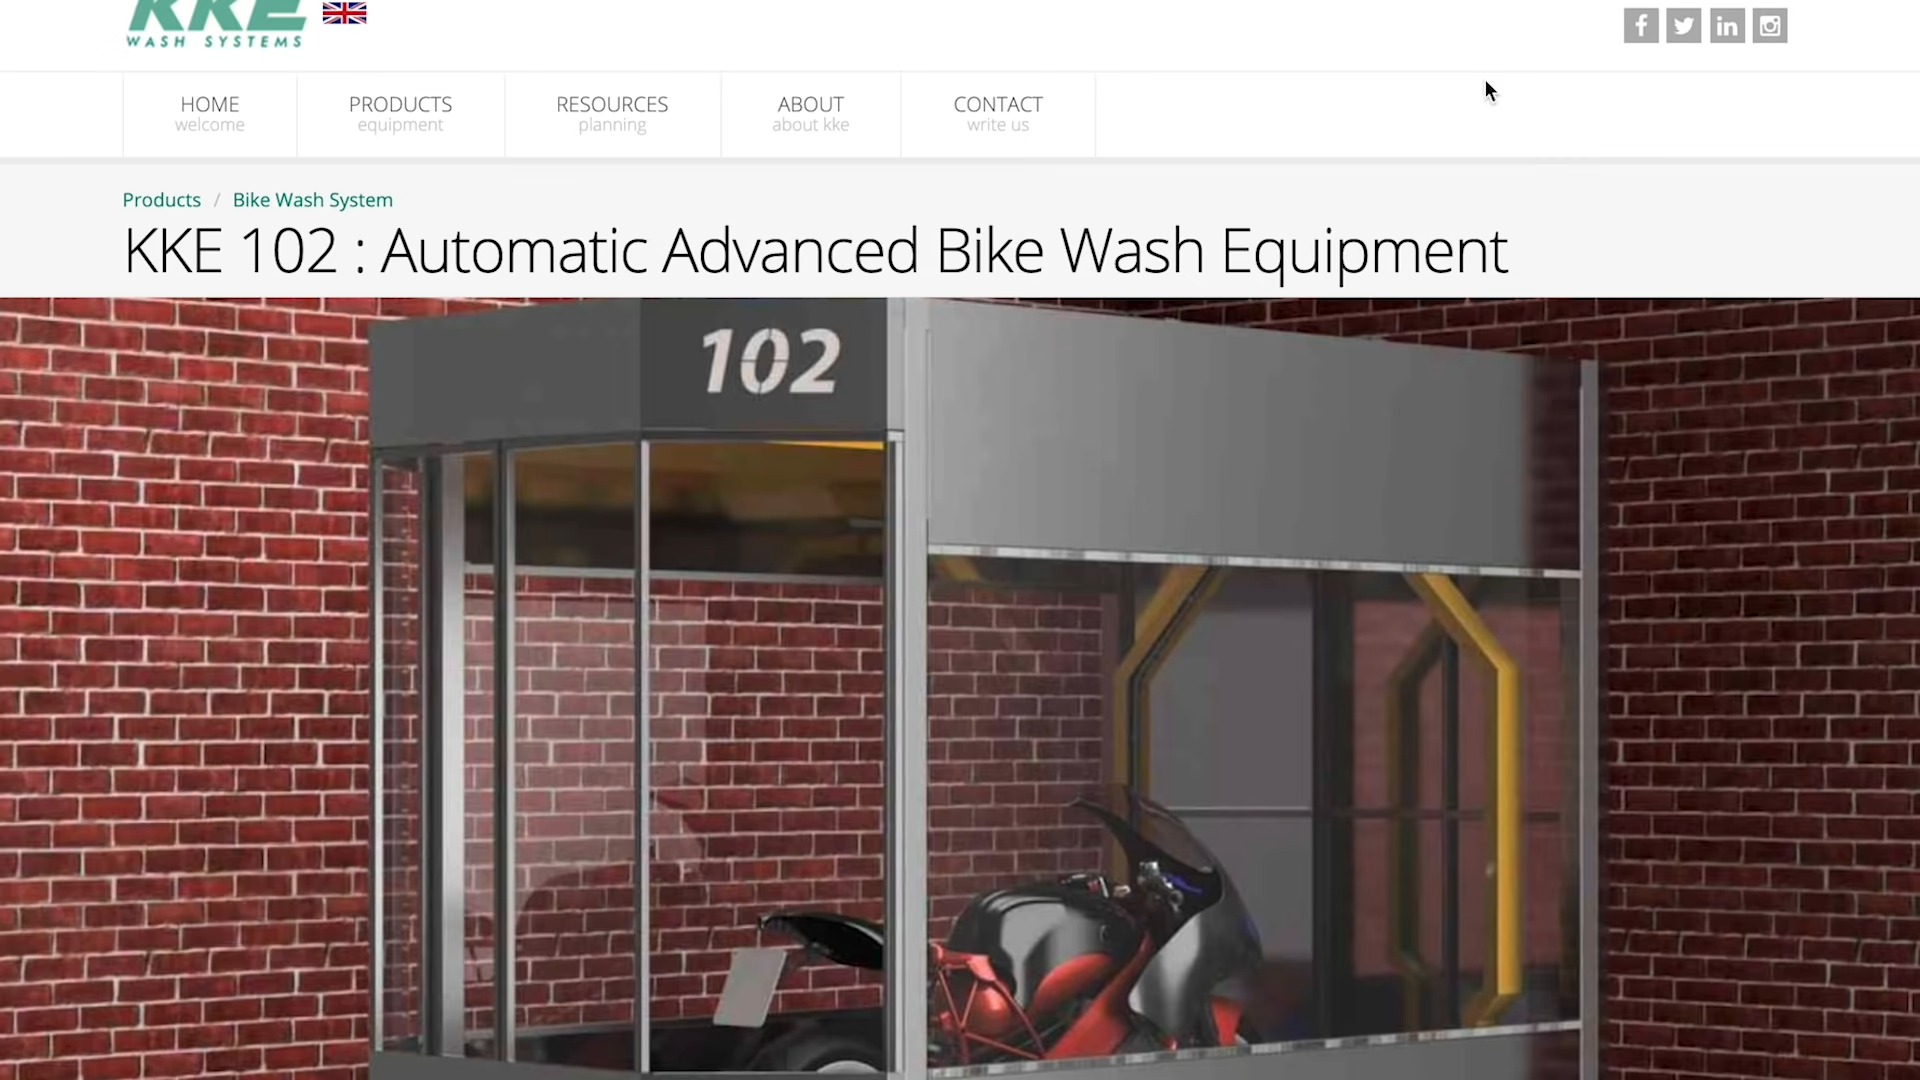 KKE
WASH SYSTEMS
HOME
welcome
PRODUCTS
equipment
RESOURCES
planning
ABOUT
about kke
CONTACT
write us
Products / Bike Wash System
KKE 102 : Automatic Advanced Bike Wash Equipment
102